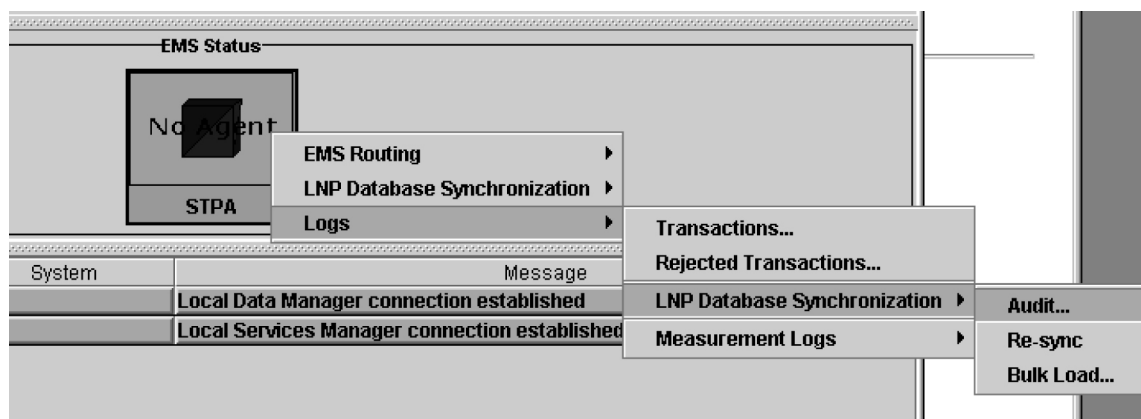 EMS Status
No Agent
STPA
EMS Routing
LNP Database Synchronization
Logs
Transactions...
Rejected Transactions...
LNP Database Synchronization
Measurement Logs
Audit...
Re-sync
Bulk Load...
System Message
Local Data Manager connection established
Local Services Manager connection established